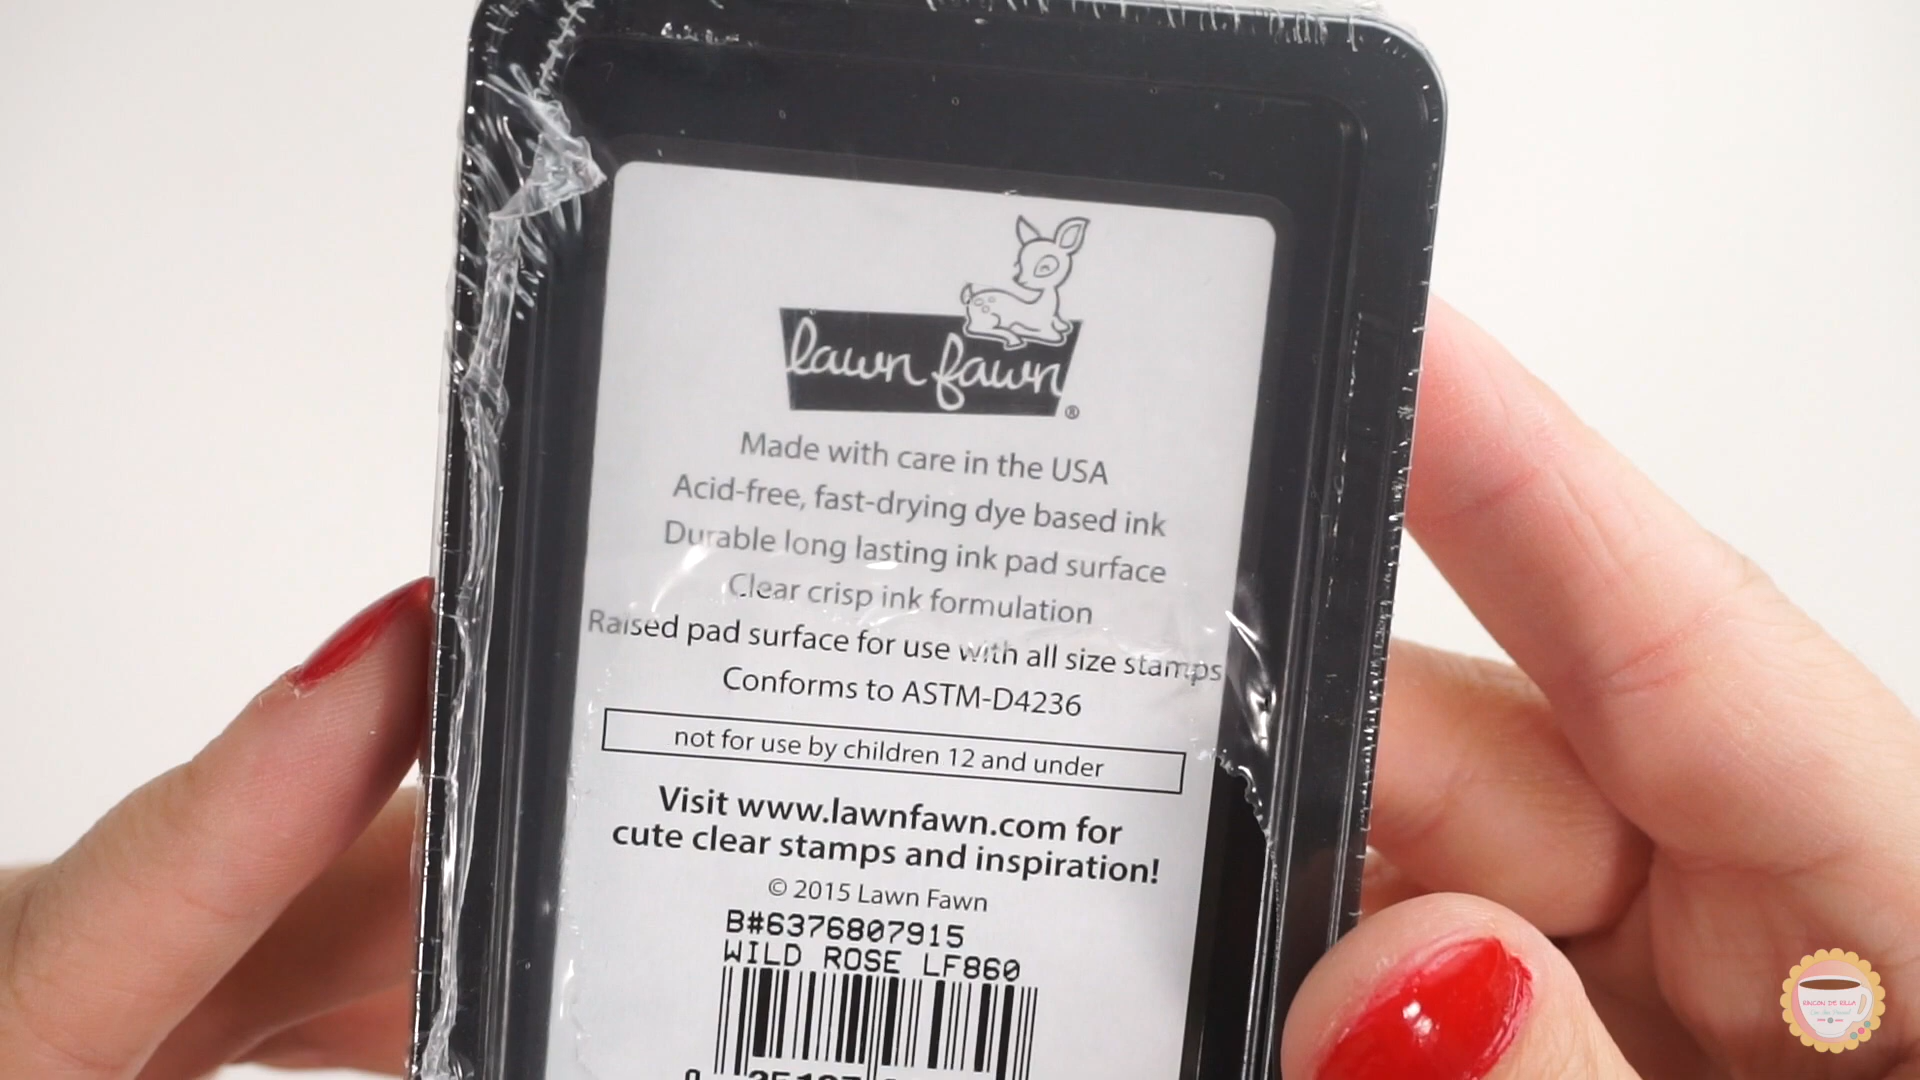 lawn fawn®
Made with care in the USA
Acid-free, fast-drying dye based ink
Durable long lasting ink pad surface
Clear crisp ink formulation
Raised pad surface for use with all size stamps
Conforms to ASTM-D4236
not for use by children 12 and under
Visit www.lawnfawn.com for
cute clear stamps and inspiration!
© 2015 Lawn Fawn
B#6376807915
WILD ROSE LF860
RINCON DE BILLA